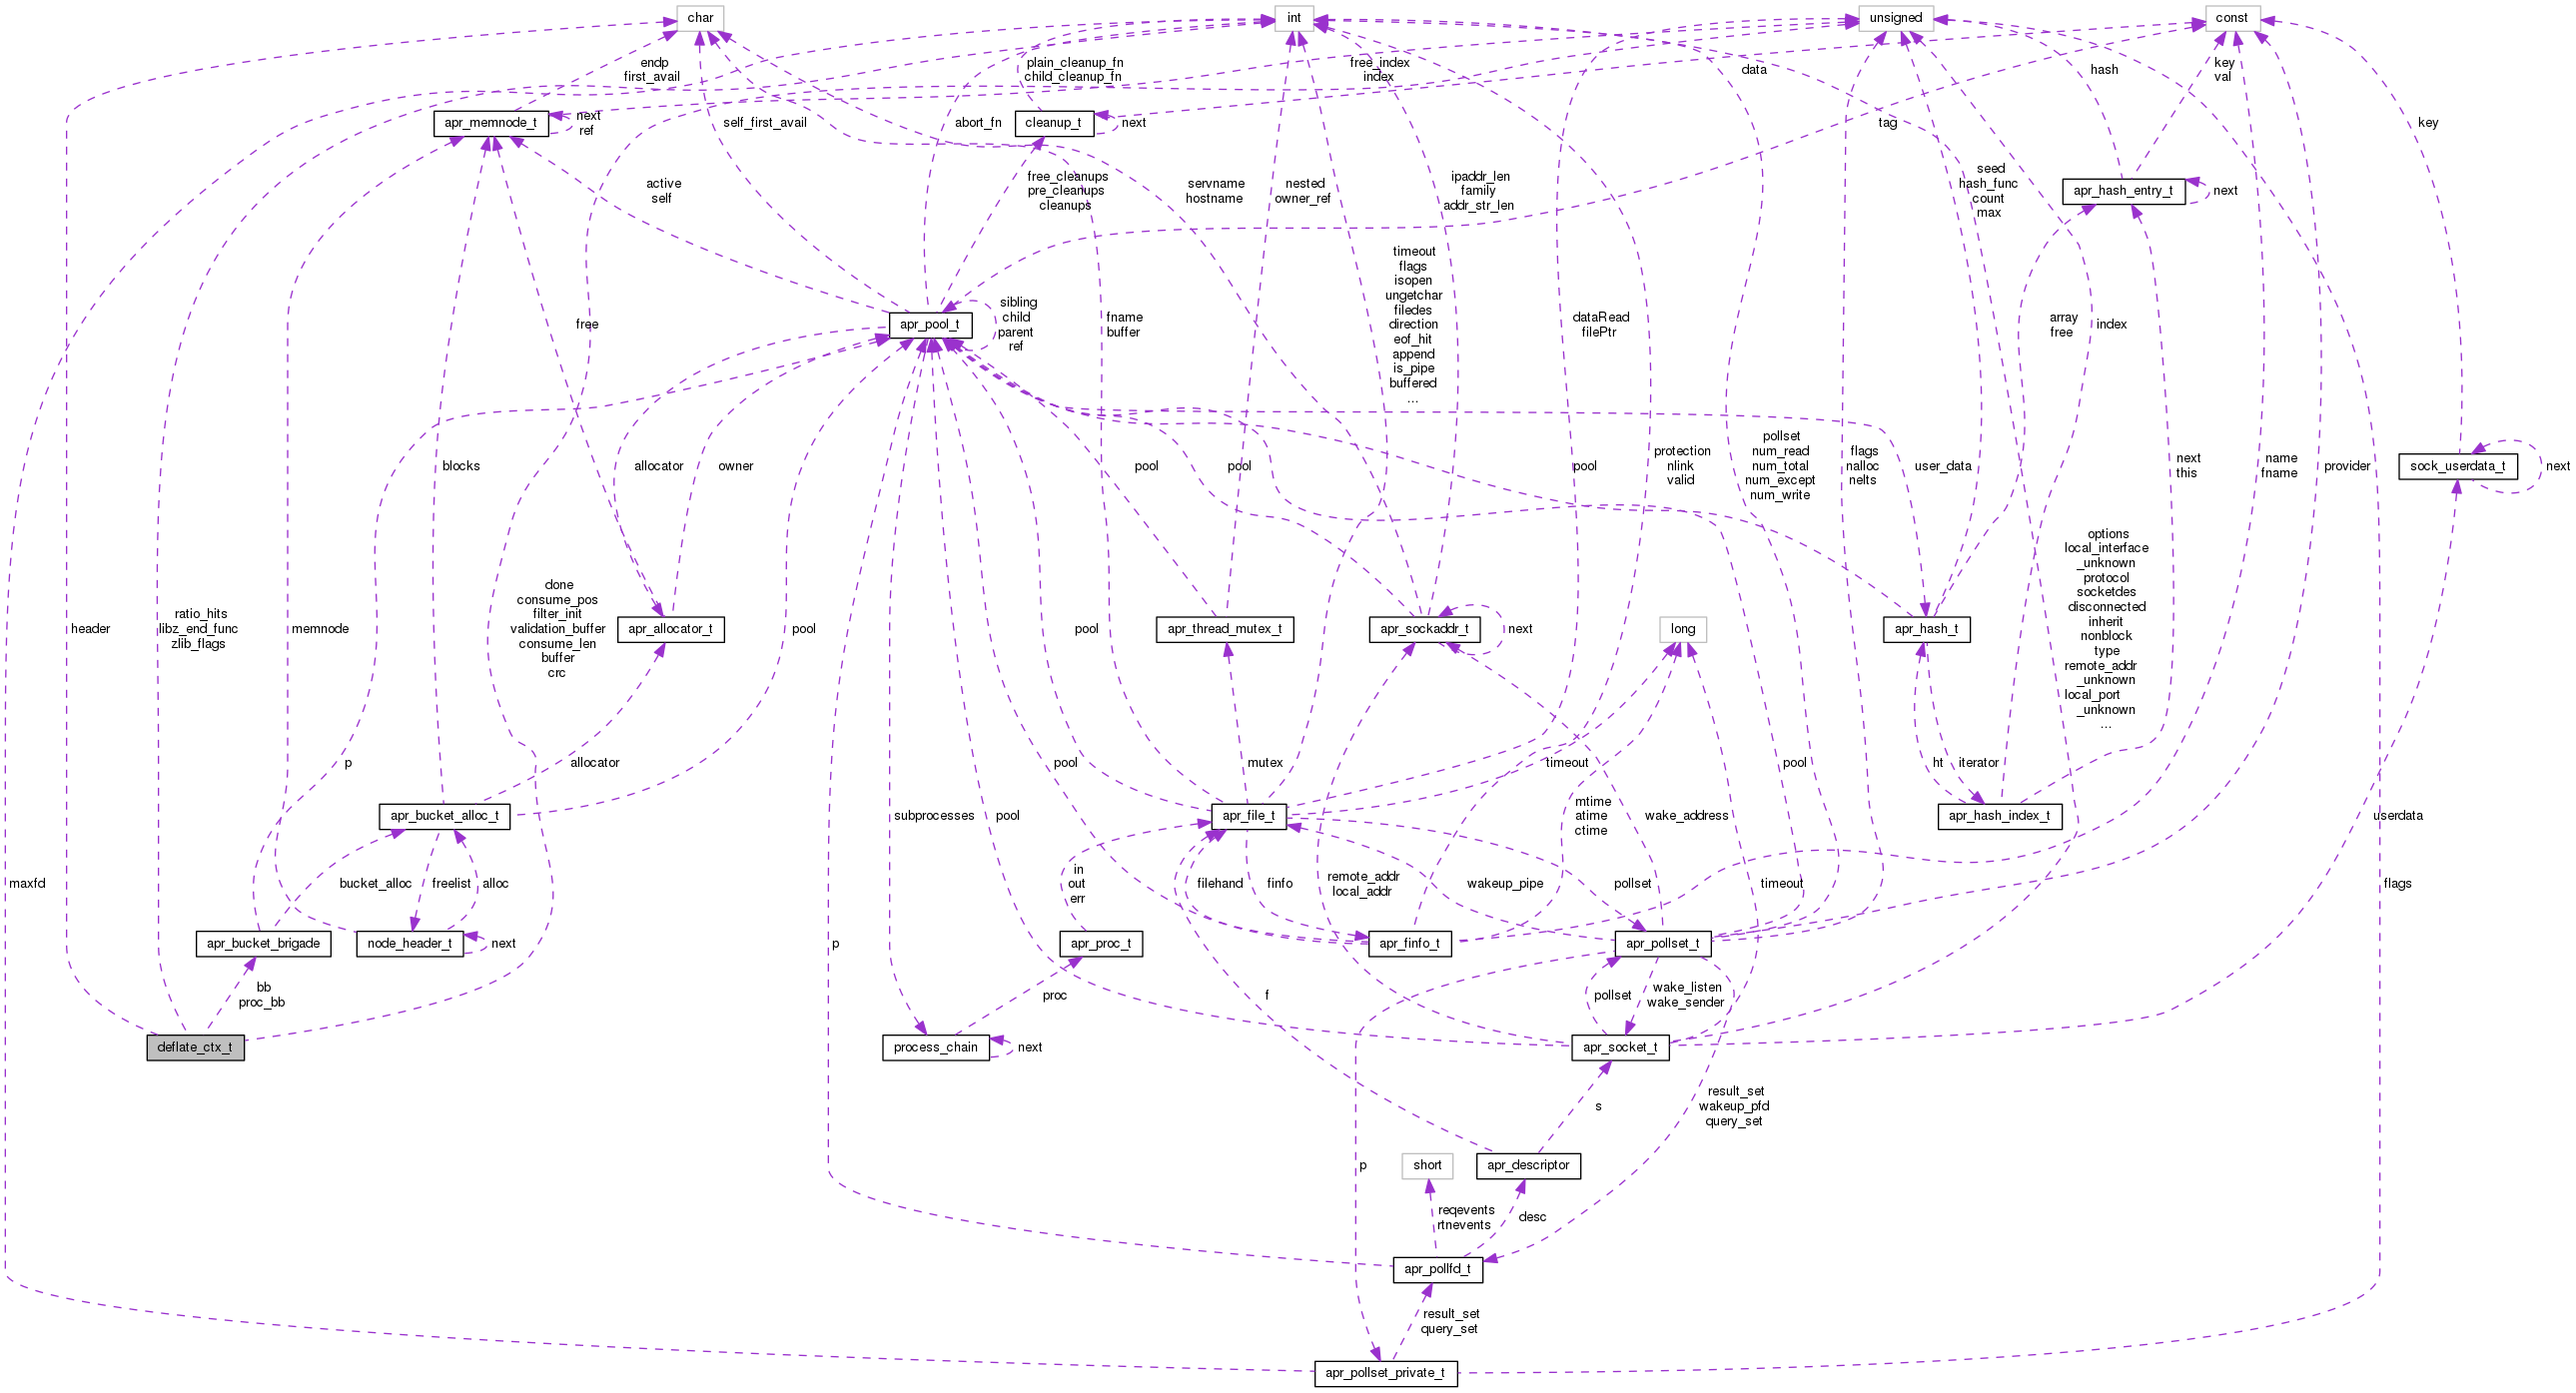 char
int
unsigned
const
endp
first_avail
plain_cleanup_fn
child_cleanup_fn
free_index
index
data
hash
key
val
apr_memnode_t
next
ref
self_first_avail
abort_fn
cleanup_t
next
tag
key
active
self
free_cleanups
pre_cleanups
cleanups
servname
hostname
nested
owner_ref
ipaddr_len
family
addr_str_len
seed
hash_func
count
max
apr_hash_entry_t
next
timeout
flags
isopen
ungetchar
filedes
direction
eof_hit
append
is_pipe
buffered
...
free
apr_pool_t
sibling
child
parent
ref
fname
buffer
dataRead
filePtr
array
free
index
blocks
allocator
owner
pool
pool
pool
protection
nlink
valid
pollset
num_read
num_total
num_except
num_write
flags
nalloc
nelts
user_data
next
this
name
fname
provider
sock_userdata_t
next
header
ratio_hits
libz_end_func
zlib_flags
memnode
done
consume_pos
filter_init
validation_buffer
consume_len
buffer
crc
apr_allocator_t
pool
pool
apr_thread_mutex_t
apr_sockaddr_t
next
long
apr_hash_t
options
local_interface
_unknown
protocol
socketdes
disconnected
inherit
nonblock
type
remote_addr
_unknown
local_port
_unknown
...
p
allocator
pool
mutex
timeout
pool
ht
iterator
apr_bucket_alloc_t
subprocesses
pool
apr_file_t
mtime
atime
ctime
wake_address
apr_hash_index_t
userdata
maxfd
bucket_alloc
freelist
alloc
in
out
err
filehand
finfo
remote_addr
local_addr
wakeup_pipe
pollset
timeout
flags
apr_bucket_brigade
node_header_t
next
p
apr_proc_t
apr_finfo_t
apr_pollset_t
bb
proc_bb
proc
f
pollset
wake_listen
wake_sender
deflate_ctx_t
process_chain
next
apr_socket_t
s
result_set
wakeup_pfd
query_set
p
short
apr_descriptor
reqevents
rtnevents
desc
apr_pollfd_t
result_set
query_set
apr_pollset_private_t